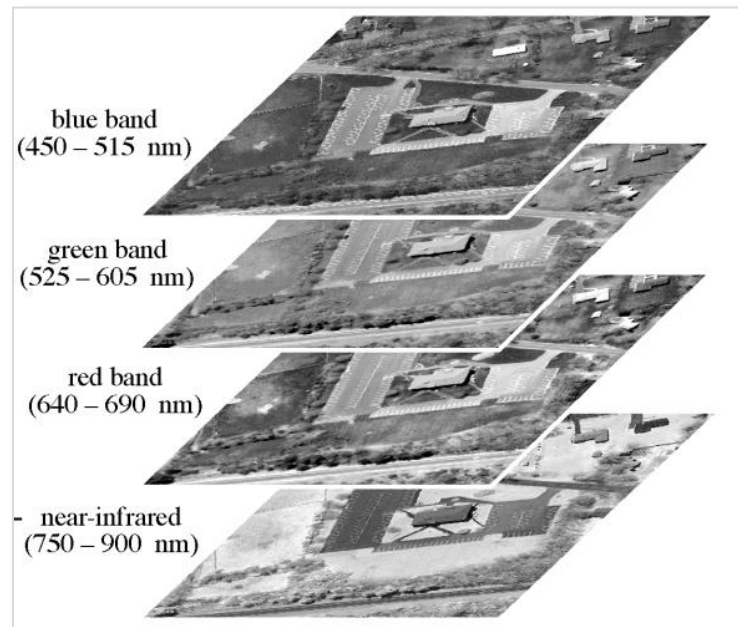 blue band
(450 – 515  nm)
green band
(525 – 605  nm)
red band
(640 – 690  nm)
near-infrared
(750 – 900  nm)